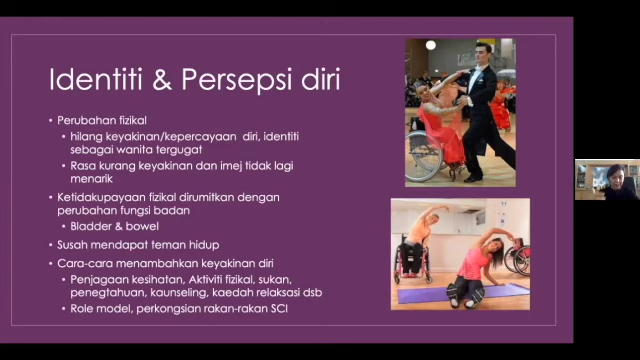 Identiti & Persepsi diri
• Perubahan fizikal
• hilang keyakinan/kepercayaan diri, identiti
sebagai wanita tergugat
• Rasa kurang keyakinan dan imej tidak lagi
menarik
• Ketidakupayaan fizikal dirumitkan dengan
perubahan fungsi badan
• Bladder & bowel
• Susah mendapat teman hidup
• Cara-cara menambahkan keyakinan diri
• Penjagaan kesihatan, Aktiviti fizikal, sukan,
penegtahuan, kaunseling, kaedah relaksasi dsb
• Role model, perkongsian rakan-rakan SCI